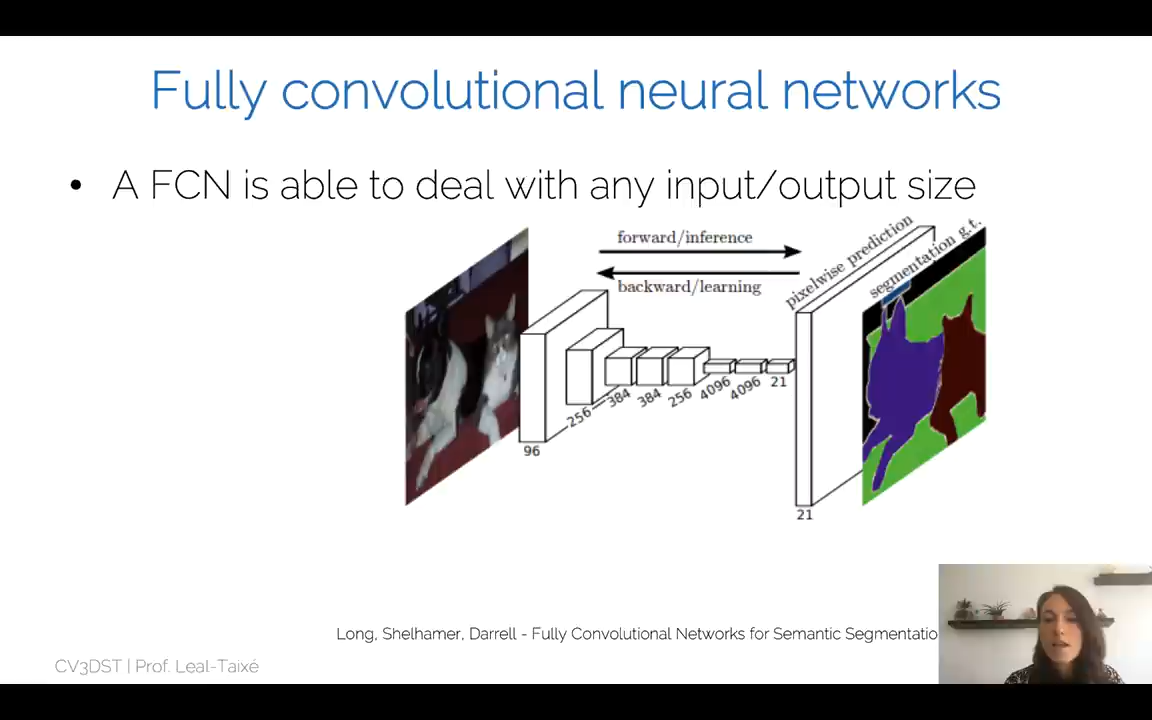 Fully convolutional neural networks
• A FCN is able to deal with any input/output size
forward/inference
backward/learning
pixelwise prediction
segmentation g.t.
96
256
384
384
256
4096
4096
21
21
Long, Shelhamer, Darrell - Fully Convolutional Networks for Semantic Segmentatio
CV3DST | Prof. Leal-Taixé